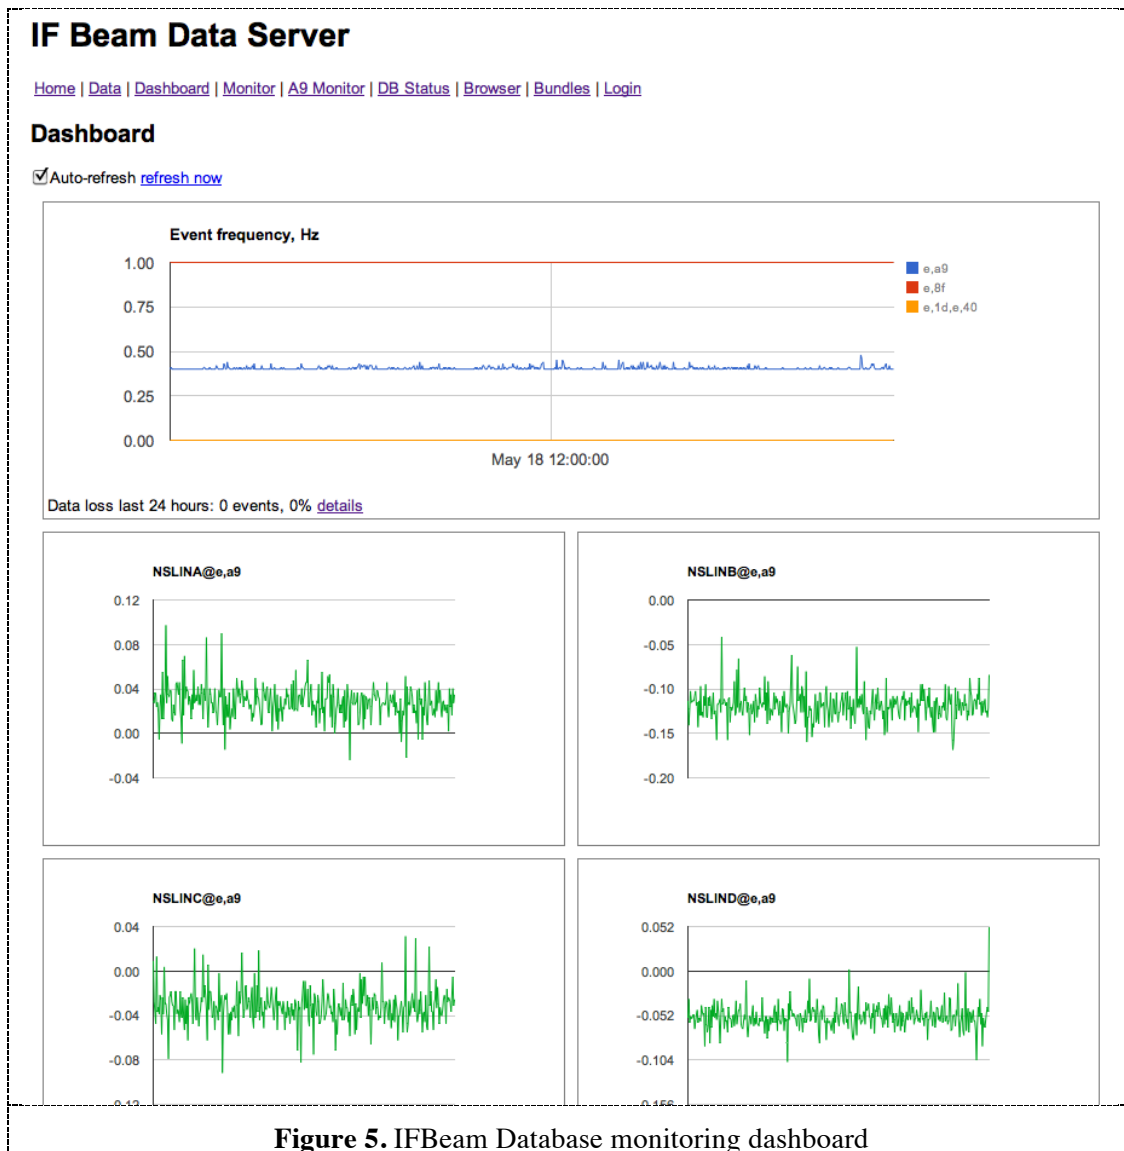 IF Beam Data Server
Home | Data | Dashboard | Monitor | A9 Monitor | DB Status | Browser | Bundles | Login
Dashboard
Auto-refresh refresh now
Event frequency, Hz
1.00
0.75
0.50
0.25
0.00
May 18 12:00:00
e,a9
e,8f
e,1d,e,40
Data loss last 24 hours: 0 events, 0% details
NSLINA@e,a9
0.12
0.08
0.04
0.00
-0.04
NSLINB@e,a9
0.00
-0.05
-0.10
-0.15
-0.20
NSLINC@e,a9
0.04
0.00
-0.04
-0.08
NSLIND@e,a9
0.052
0.000
-0.052
-0.104
Figure 5. IFBeam Database monitoring dashboard